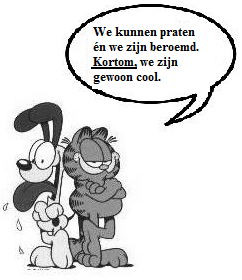 We kunnen praten
én we zijn beroemd.
Kortom, we zijn
gewoon cool.